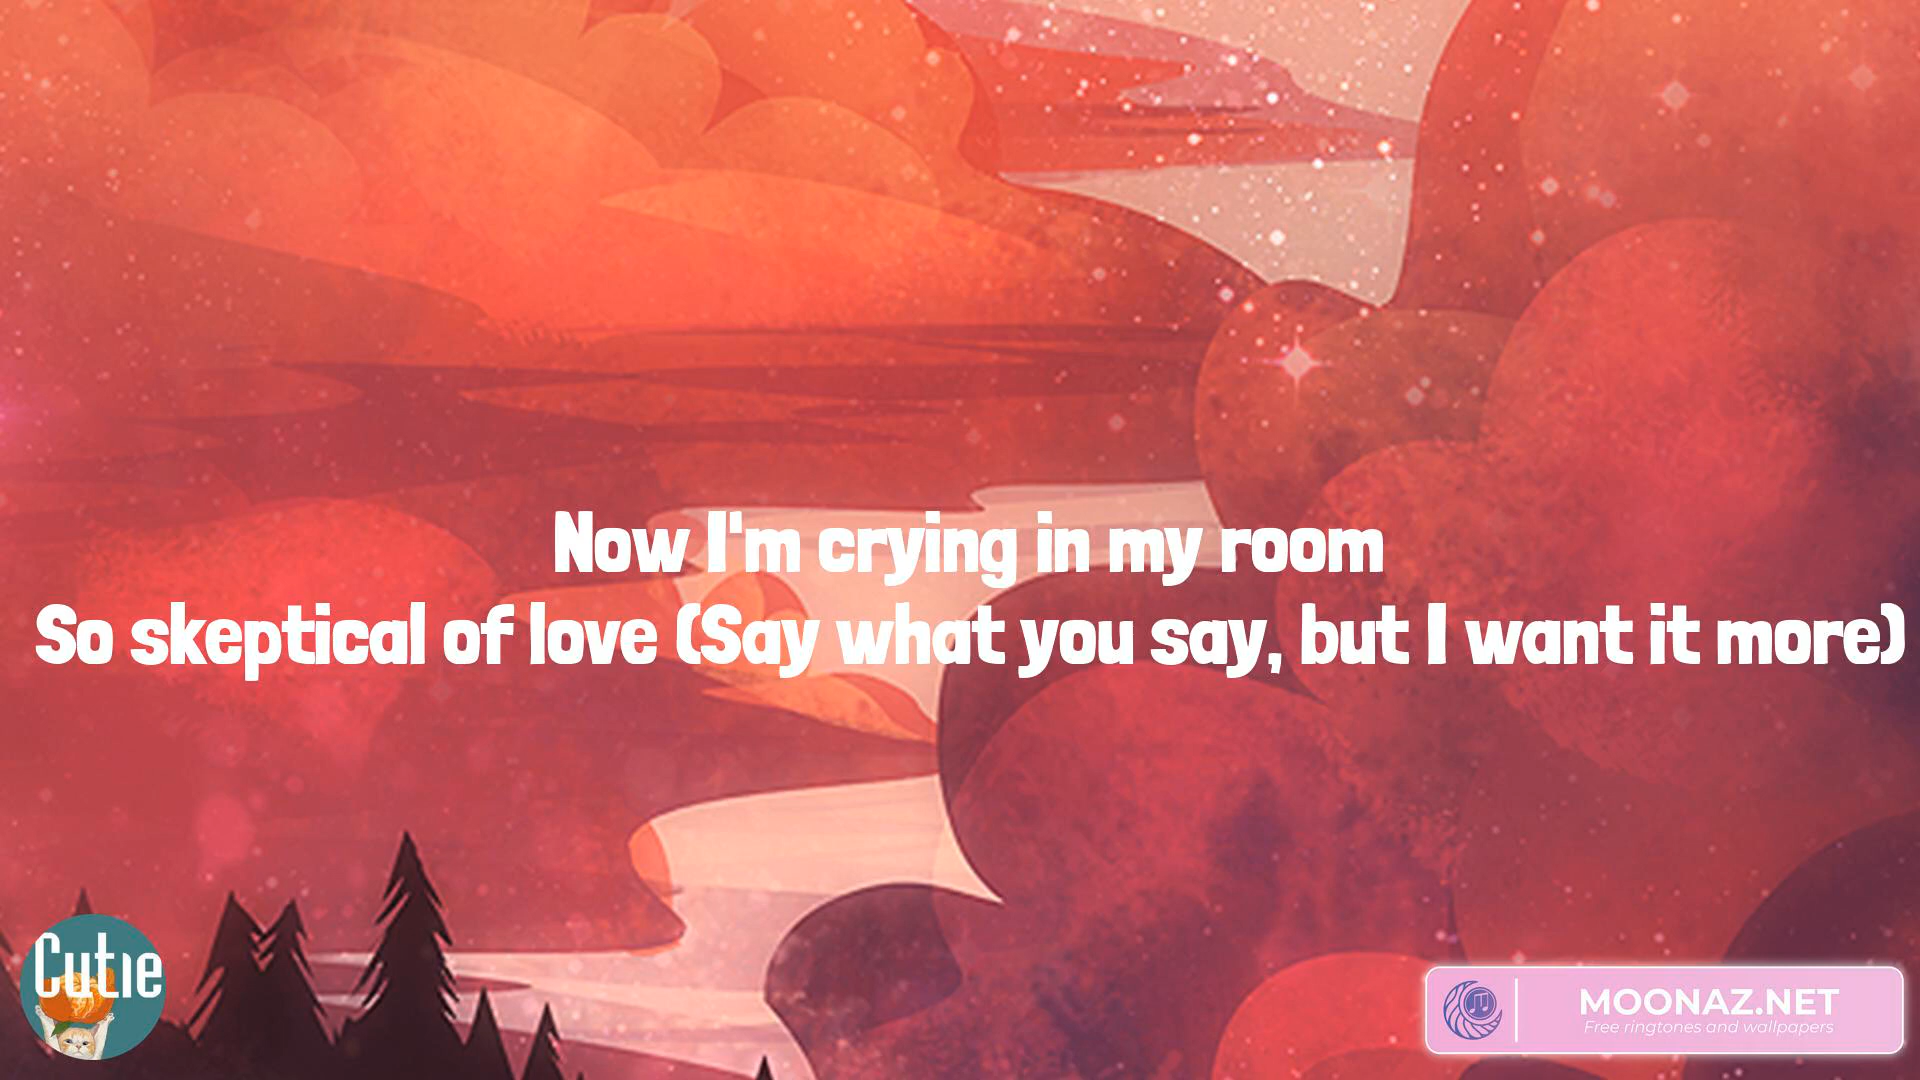 Now I'm crying in my room
So skeptical of love (Say what you say, but I want it more)
Cutie
MOONAZ.NET
Free ringtones and wallpapers